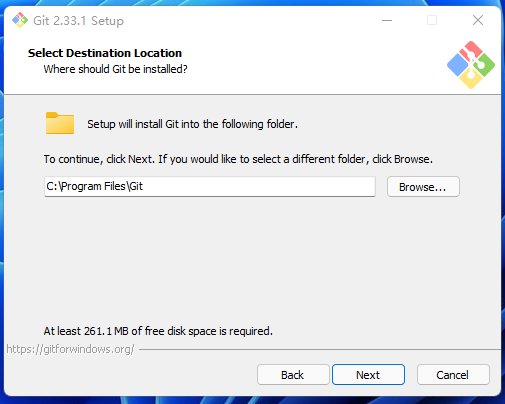 Git 2.33.1 Setup
Select Destination Location
Where should Git be installed?
Setup will install Git into the following folder.
To continue, click Next. If you would like to select a different folder, click Browse.
C:\Program Files\Git
Browse...
At least 261.1 MB of free disk space is required.
https://gitforwindows.org/
Back
Next
Cancel